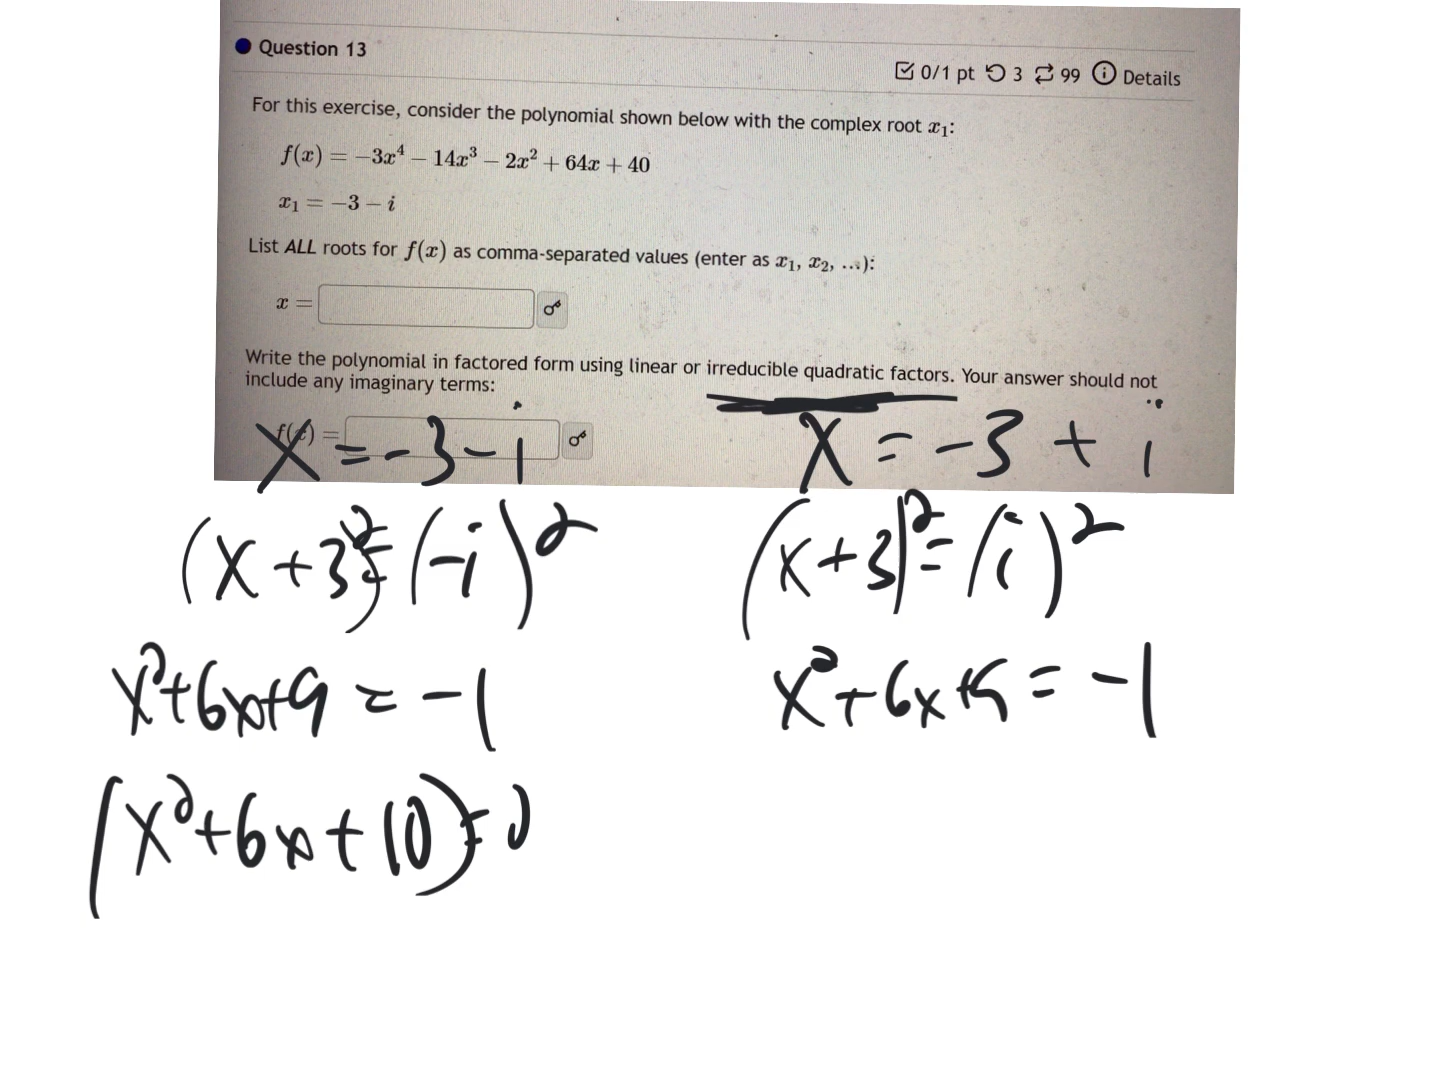 Question 13
0/1 pt 3 99 Details
For this exercise, consider the polynomial shown below with the complex root x₁:
f(x) = −3x⁴ − 14x³ − 2x² + 64x + 40
x₁ = −3 − i
List ALL roots for f(x) as comma-separated values (enter as x₁, x₂, ...):
x =
Write the polynomial in factored form using linear or irreducible quadratic factors. Your answer should not
include any imaginary terms:
f(x) =
x = -3 - i
x = -3 + i
(x + 3)² = (-i)²
(x + 3)² = (i)²
x² + 6x + 9 = -1
x² + 6x + 9 = -1
(x² + 6x + 10) = 0